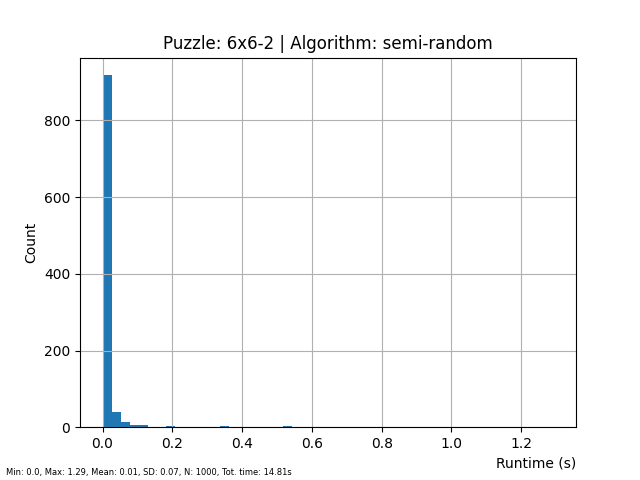 Puzzle: 6x6-2 | Algorithm: semi-random
Count
800
600
400
200
0
0.0 0.2 0.4 0.6 0.8 1.0 1.2
Runtime (s)
Min: 0.0, Max: 1.29, Mean: 0.01, SD: 0.07, N: 1000, Tot. time: 14.81s